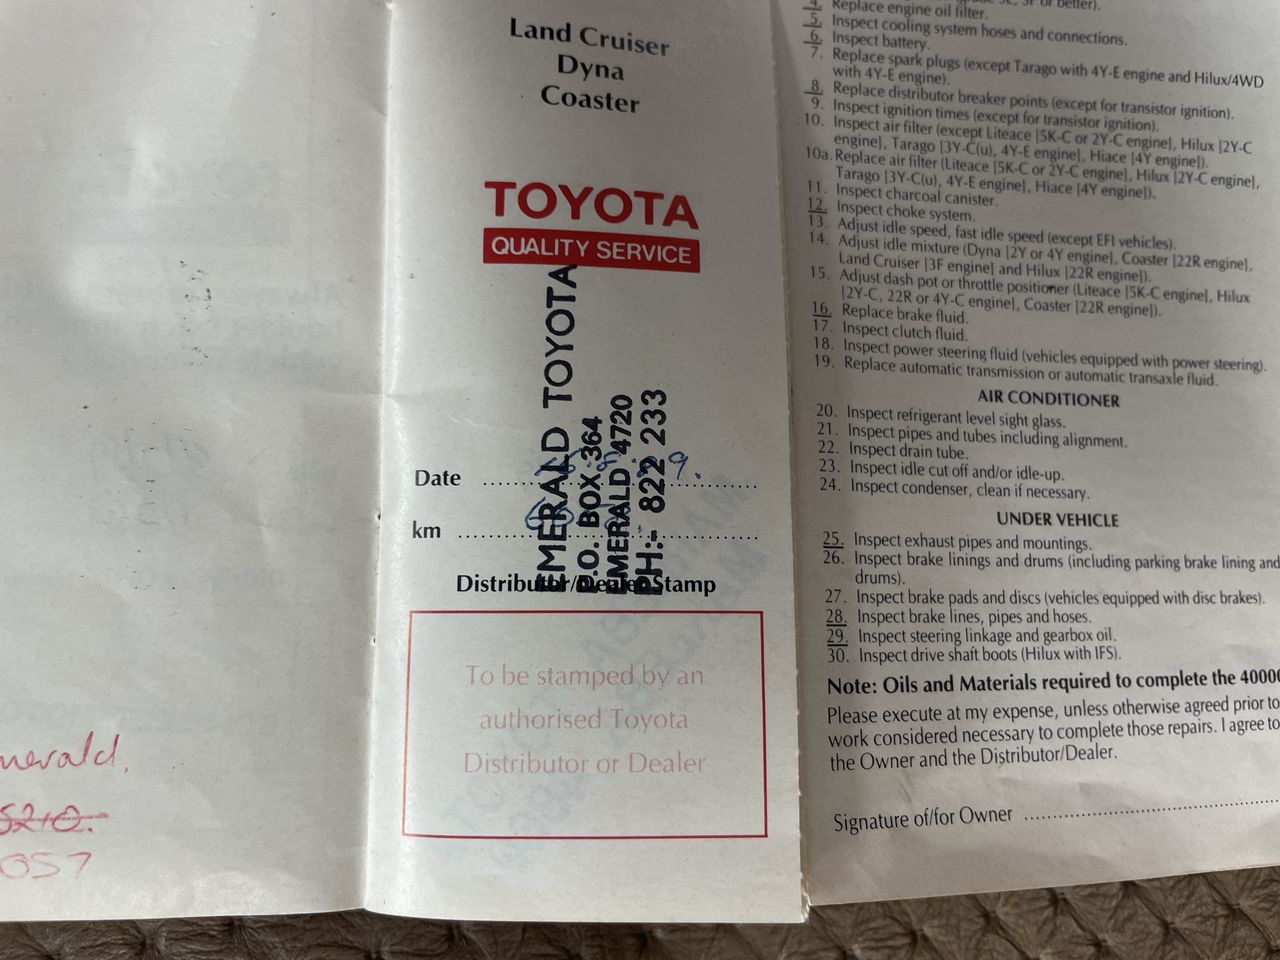 Land Cruiser
Dyna
Coaster
TOYOTA
QUALITY SERVICE
EMERALD TOYOTA
P.O. BOX 364
EMERALD 4720
PH:- 822 233
Date
km
Distributor/Dealer Stamp
To be stamped by an
authorised Toyota
Distributor or Dealer
merald.
5210.
057
or better).
4. Replace engine oil filter.
5. Inspect cooling system hoses and connections.
6. Inspect battery.
7. Replace spark plugs (except Tarago with 4Y-E engine and Hilux/4WD
with 4Y-E engine).
8. Replace distributor breaker points (except for transistor ignition).
9. Inspect ignition times (except for transistor ignition).
10. Inspect air filter (except Liteace [5K-C or 2Y-C engine], Hilux [2Y-C
engine], Tarago [3Y-C(u), 4Y-E engine], Hiace [4Y engine]).
10a. Replace air filter (Liteace [5K-C or 2Y-C engine], Hilux [2Y-C engine],
Tarago [3Y-C(u), 4Y-E engine], Hiace [4Y engine]).
11. Inspect charcoal canister.
12. Inspect choke system.
13. Adjust idle speed, fast idle speed (except EFI vehicles).
14. Adjust idle mixture (Dyna [2Y or 4Y engine], Coaster [22R engine],
Land Cruiser [3F engine] and Hilux [22R engine]).
15. Adjust dash pot or throttle positioner (Liteace [5K-C engine], Hilux
[2Y-C, 22R or 4Y-C engine], Coaster [22R engine]).
16. Replace brake fluid.
17. Inspect clutch fluid.
18. Inspect power steering fluid (vehicles equipped with power steering).
19. Replace automatic transmission or automatic transaxle fluid.
AIR CONDITIONER
20. Inspect refrigerant level sight glass.
21. Inspect pipes and tubes including alignment.
22. Inspect drain tube.
23. Inspect idle cut off and/or idle-up.
24. Inspect condenser, clean if necessary.
UNDER VEHICLE
25. Inspect exhaust pipes and mountings.
26. Inspect brake linings and drums (including parking brake lining and
drums).
27. Inspect brake pads and discs (vehicles equipped with disc brakes).
28. Inspect brake lines, pipes and hoses.
29. Inspect steering linkage and gearbox oil.
30. Inspect drive shaft boots (Hilux with IFS).
Note: Oils and Materials required to complete the 40000
Please execute at my expense, unless otherwise agreed prior to
work considered necessary to complete those repairs. I agree to
the Owner and the Distributor/Dealer.
Signature of/for Owner